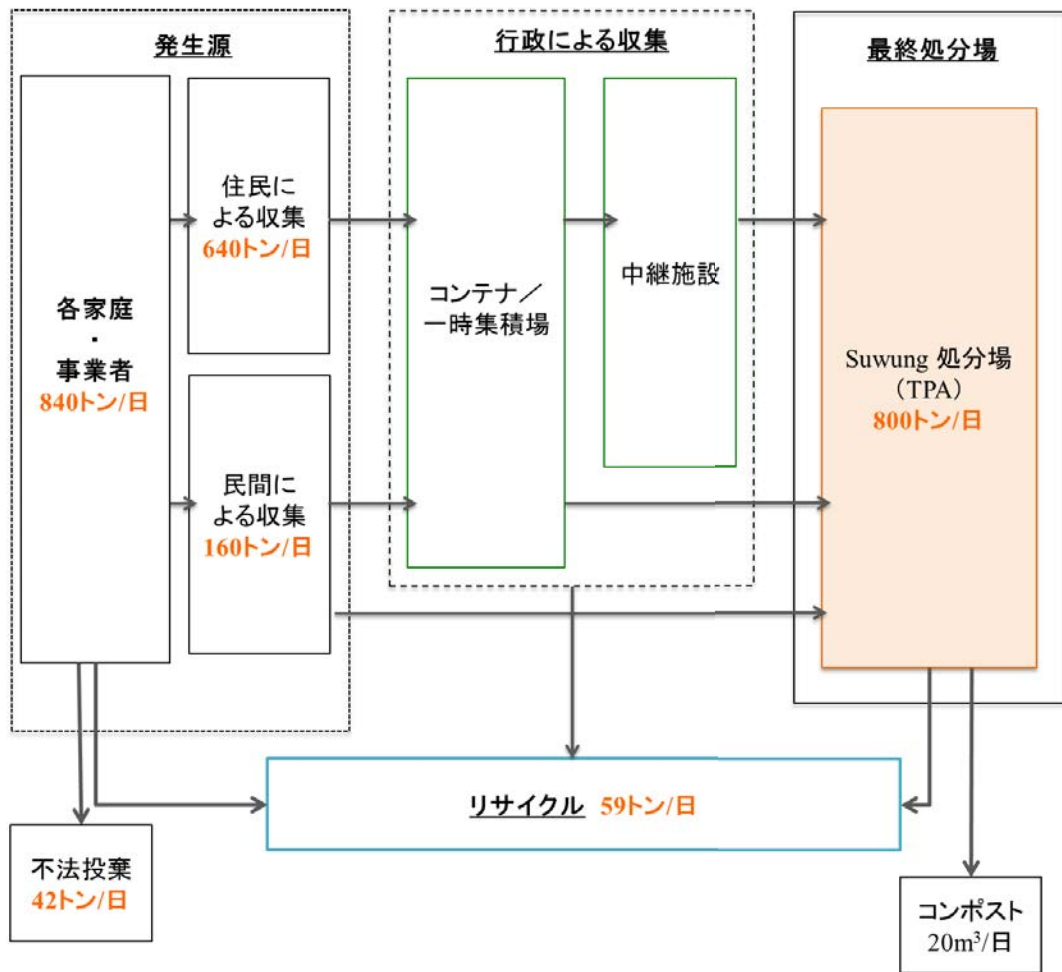 発生源
各家庭
・
事業者
840トン/日
住民に
よる収集
640トン/日
民間に
よる収集
160トン/日
行政による収集
コンテナ／
一時集積場
中継施設
最終処分場
Suwung 処分場
（TPA）
800トン/日
リサイクル 59トン/日
不法投棄
42トン/日
コンポスト
20m³/日